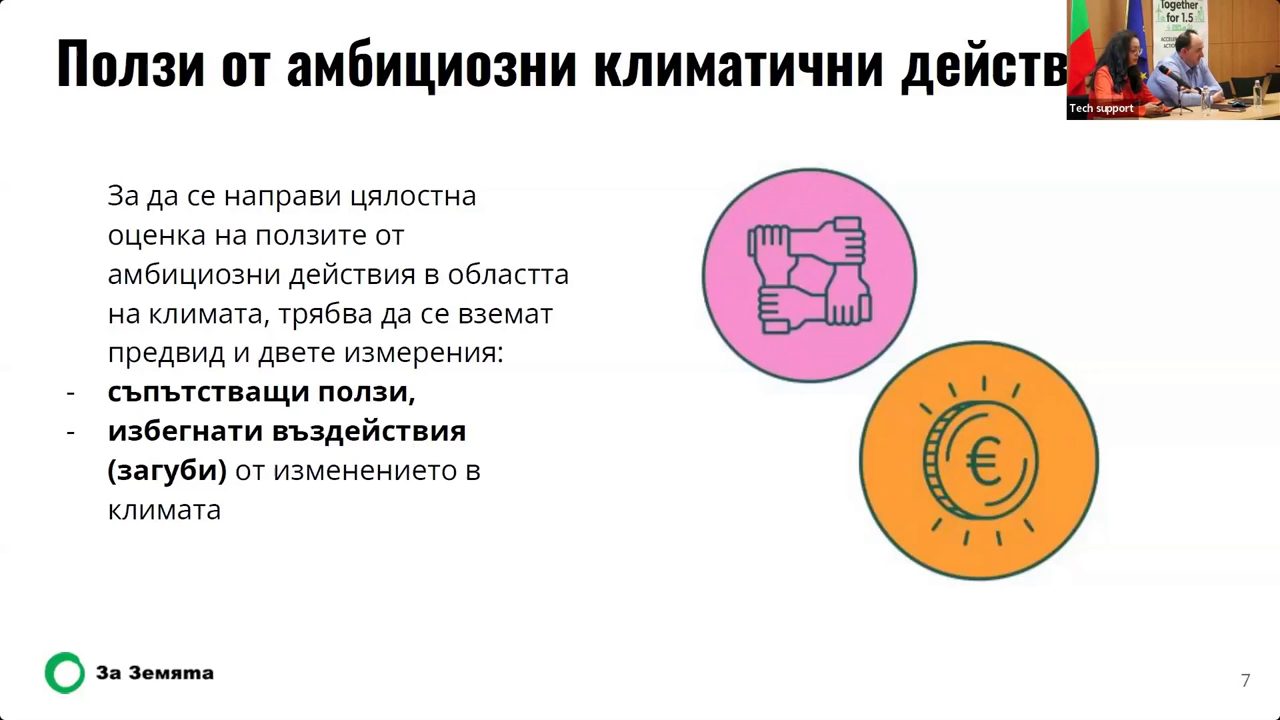 Ползи от амбициозни климатични действ
Together
for 1.5
Tech support
За да се направи цялостна
оценка на ползите от
амбициозни действия в областта
на климата, трябва да се вземат
предвид и двете измерения:
- съпътстващи ползи,
- избегнати въздействия
(загуби) от изменението в
климата
€
За Земята
7